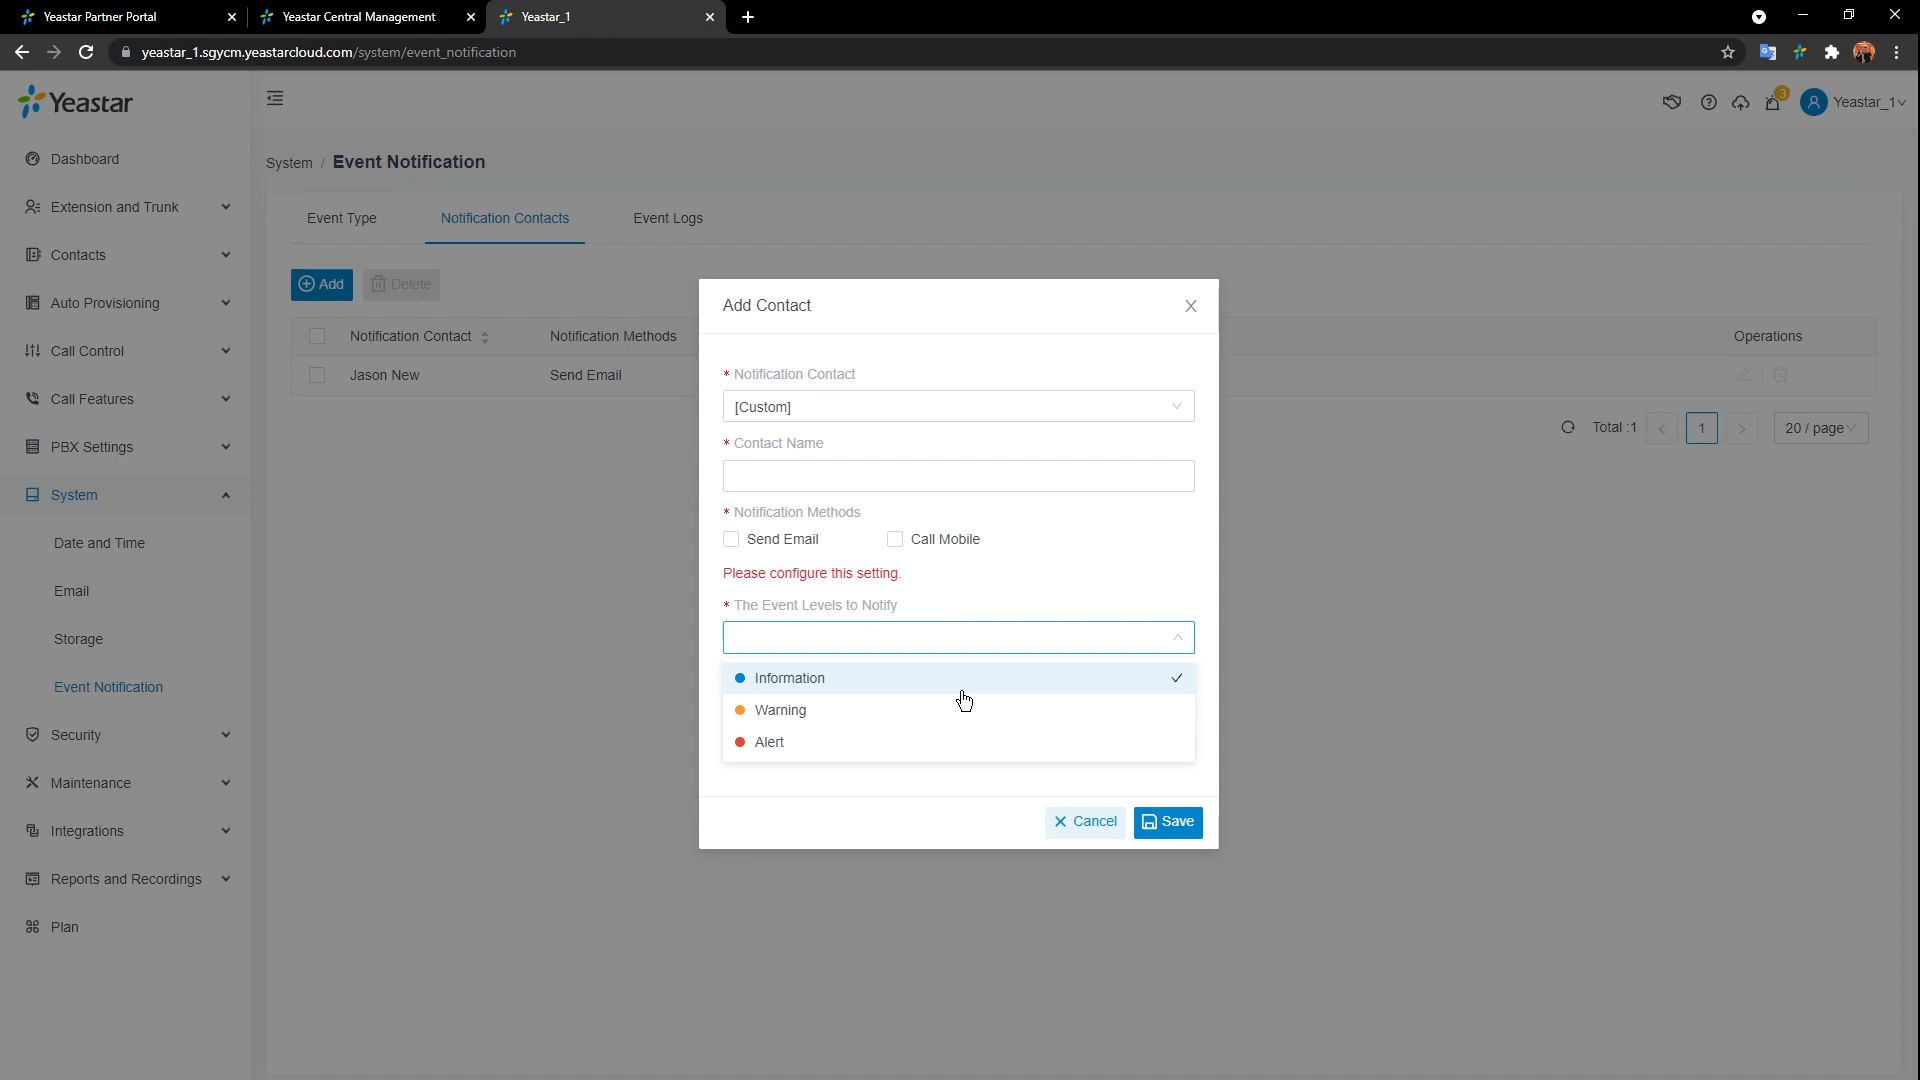 Yeastar Partner Portal
Yeastar Central Management
Yeastar_1
yeastar_1.sgycm.yeastarcloud.com/system/event_notification
Yeastar
3
Yeastar_1
Dashboard
Extension and Trunk
Contacts
Auto Provisioning
Call Control
Call Features
PBX Settings
System
Date and Time
Email
Storage
Event Notification
Security
Maintenance
Integrations
Reports and Recordings
Plan
System / Event Notification
Event Type
Notification Contacts
Event Logs
Add
Delete
Notification Contact
Notification Methods
Operations
Jason New
Send Email
Total :1
1
20 / page
Add Contact
* Notification Contact
[Custom]
* Contact Name
* Notification Methods
Send Email
Call Mobile
Please configure this setting.
* The Event Levels to Notify
Information
Warning
Alert
Cancel
Save